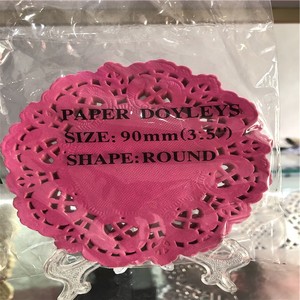 PAPER DOYLEYS
SIZE: 90mm(3.5")
SHAPE: ROUND